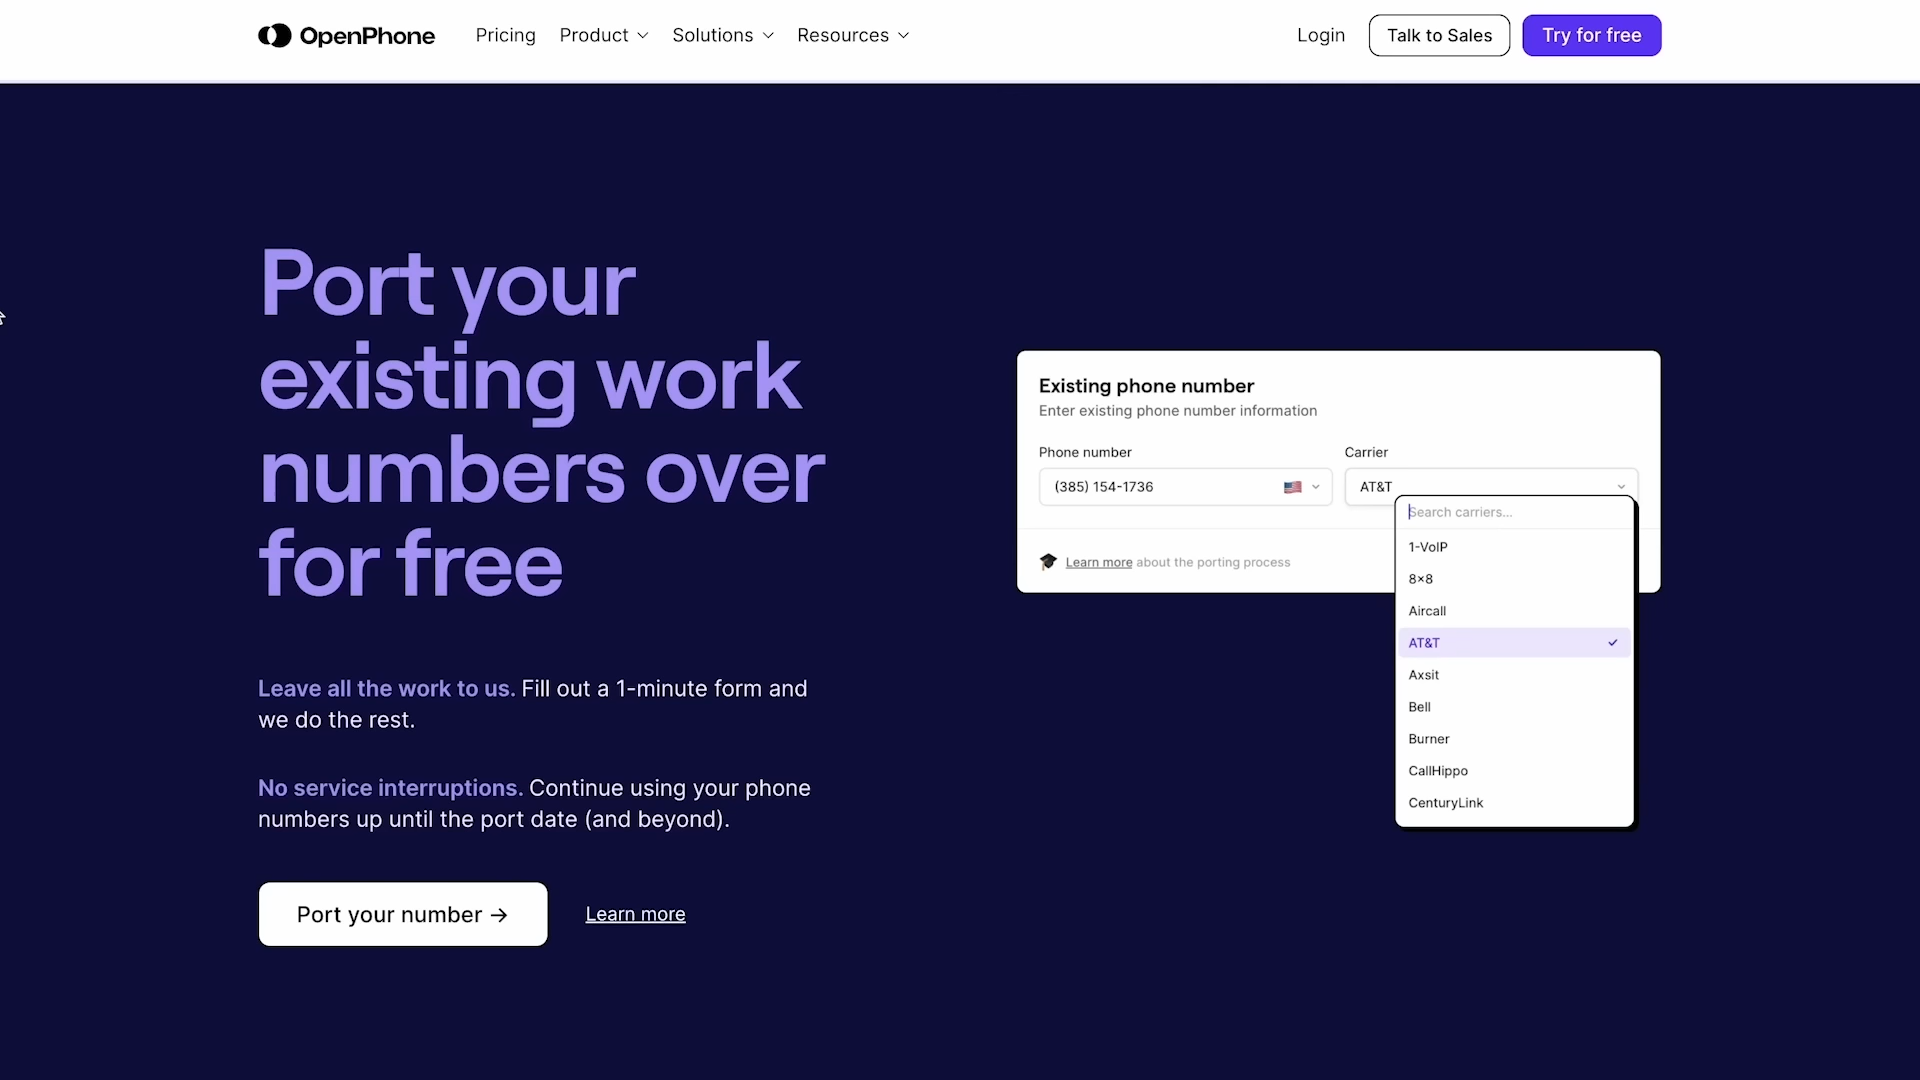 OpenPhone Pricing Product Solutions Resources Login Talk to Sales Try for free
Port your
existing work
numbers over
for free
Leave all the work to us. Fill out a 1-minute form and
we do the rest.
No service interruptions. Continue using your phone
numbers up until the port date (and beyond).
Port your number → Learn more
Existing phone number
Enter existing phone number information
Phone number Carrier
(385) 154-1736 AT&T
Search carriers...
1-VoIP
8×8
Aircall
AT&T
Axsit
Bell
Burner
CallHippo
CenturyLink
Learn more about the porting process